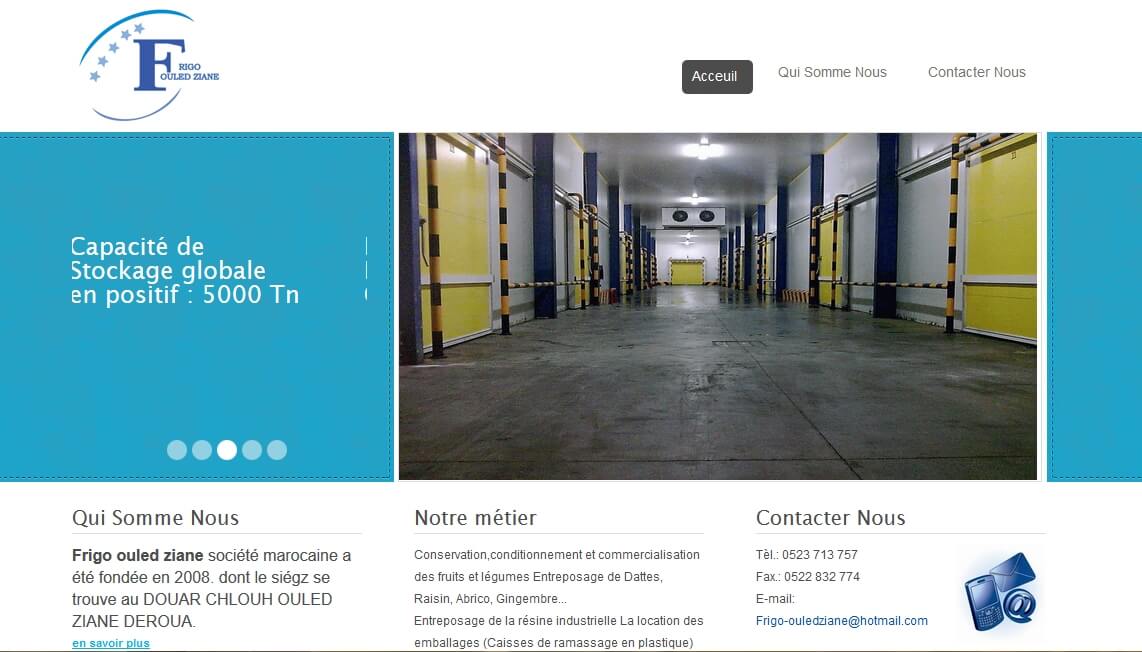 F
RIGO
OULED ZIANE
Acceuil
Qui Somme Nous
Contacter Nous
Capacité de
Stockage globale
en positif : 5000 Tn
Qui Somme Nous
Frigo ouled ziane société marocaine a
été fondée en 2008. dont le siégz se
trouve au DOUAR CHLOUH OULED
ZIANE DEROUA.
en savoir plus
Notre métier
Conservation,conditionnement et commercialisation
des fruits et légumes Entreposage de Dattes,
Raisin, Abrico, Gingembre...
Entreposage de la résine industrielle La location des
emballages (Caisses de ramassage en plastique)
Contacter Nous
Tèl.: 0523 713 757
Fax.: 0522 832 774
E-mail:
Frigo-ouledziane@hotmail.com